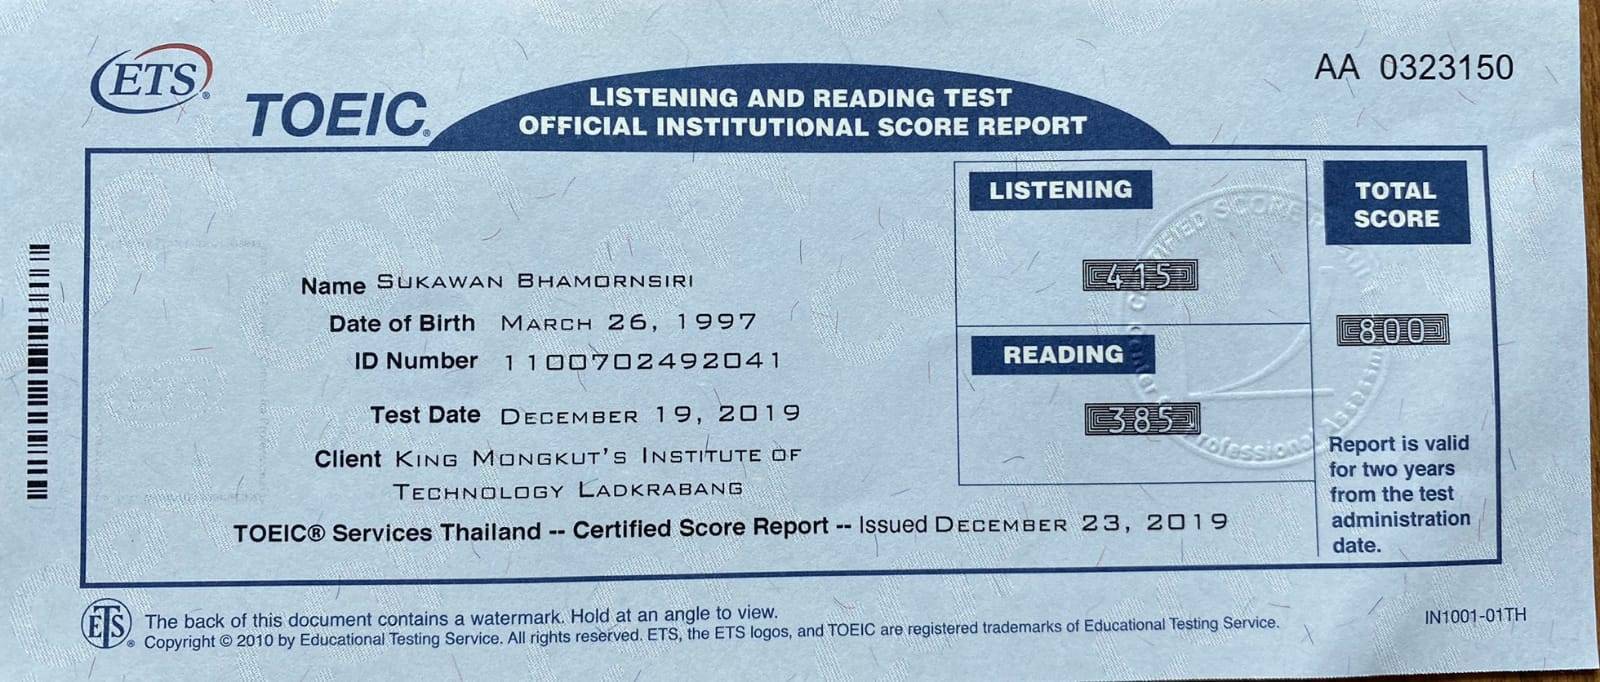 ETS®
TOEIC®
LISTENING AND READING TEST
OFFICIAL INSTITUTIONAL SCORE REPORT
AA 0323150
LISTENING
415
READING
385
TOTAL
SCORE
800
Name SUKAWAN BHAMORNSIRI
Date of Birth MARCH 26, 1997
ID Number 1100702492041
Test Date DECEMBER 19, 2019
Client KING MONGKUT'S INSTITUTE OF
TECHNOLOGY LADKRABANG
TOEIC® Services Thailand -- Certified Score Report -- Issued DECEMBER 23, 2019
Report is valid
for two years
from the test
administration
date.
ETS®
The back of this document contains a watermark. Hold at an angle to view.
Copyright © 2010 by Educational Testing Service. All rights reserved. ETS, the ETS logos, and TOEIC are registered trademarks of Educational Testing Service.
IN1001-01TH